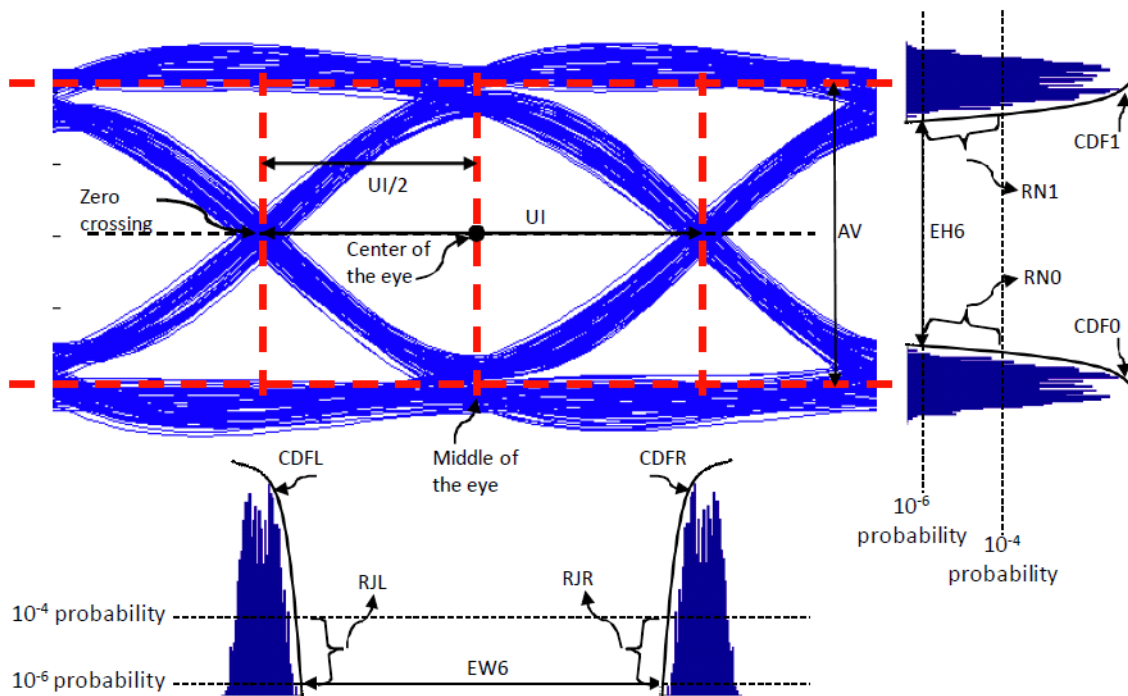 CDF1
RN1
UI/2
Zero
crossing
UI
AV
EH6
Center of
the eye
RN0
CDF0
CDFL
Middle of
the eye
CDFR
10-6
probability
10-4
probability
RJL
RJR
10-4 probability
EW6
10-6 probability